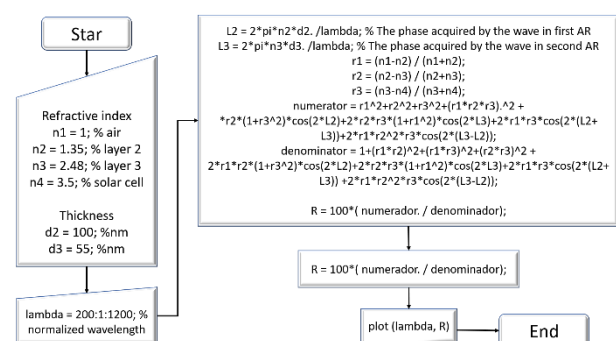 Star
Refractive index
n1 = 1; % air
n2 = 1.35; % layer 2
n3 = 2.48; % layer 3
n4 = 3.5; % solar cell
Thickness
d2 = 100; %nm
d3 = 55; %nm
lambda = 200:1:1200; %
normalized wavelength
L2 = 2*pi*n2*d2. /lambda; % The phase acquired by the wave in first AR
L3 = 2*pi*n3*d3. /lambda; % The phase acquired by the wave in second AR
r1 = (n1-n2) / (n1+n2);
r2 = (n2-n3) / (n2+n3);
r3 = (n3-n4) / (n3+n4);
numerator = r1^2+r2^2+r3^2+(r1*r2*r3).^2 +
*r2*(1+r3^2)*cos(2*L2)+2*r2*r3*(1+r1^2)*cos(2*L3)+2*r1*r3*cos(2*(L2+
L3))+2*r1*r2^2*r3*cos(2*(L3-L2));
denominator = 1+(r1*r2)^2+(r1*r3)^2+(r2*r3)^2 +
2*r1*r2*(1+r3^2)*cos(2*L2)+2*r2*r3*(1+r1^2)*cos(2*L3)+2*r1*r3*cos(2*(L2+
L3)) +2*r1*r2^2*r3*cos(2*(L3-L2));
R = 100*( numerador. / denominador);
R = 100*( numerador. / denominador);
plot (lambda, R)
End